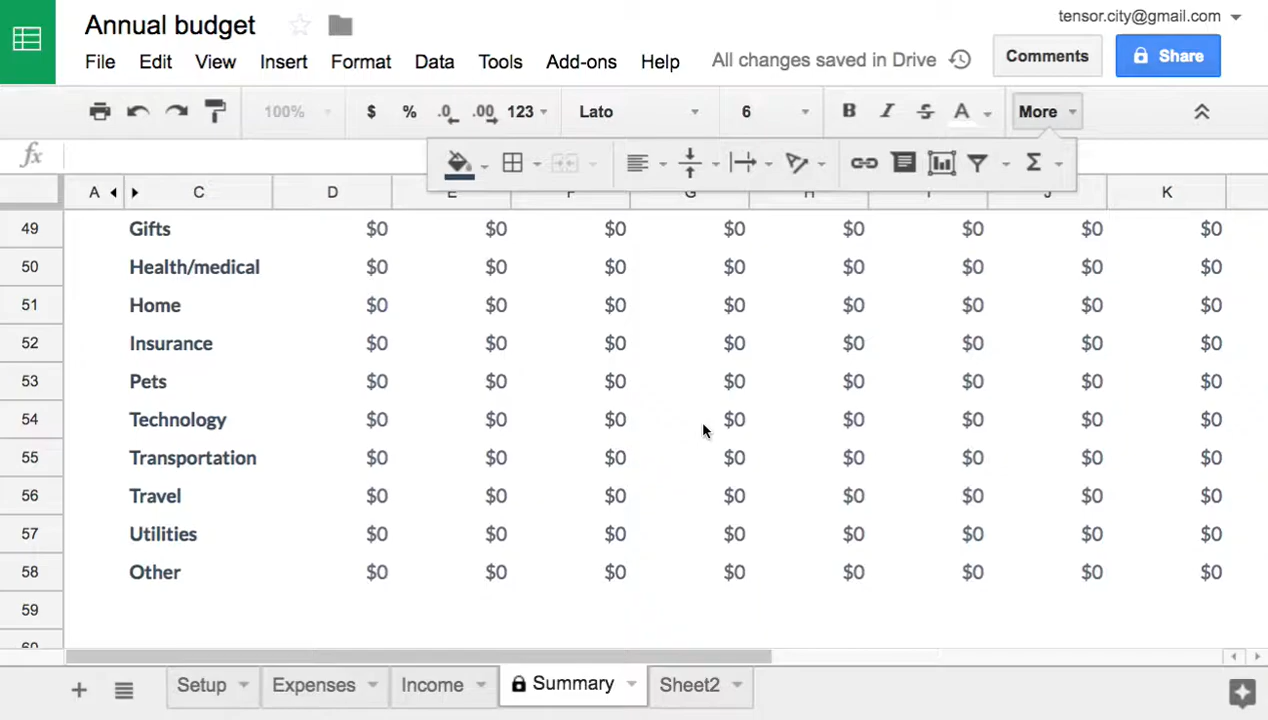 Annual budget
tensor.city@gmail.com
File Edit View Insert Format Data Tools Add-ons Help All changes saved in Drive Comments Share
100% $ % .0 .00 123 Lato 6 B I S A More
fx
Σ
A C D E F G H I J K
49 Gifts $0 $0 $0 $0 $0 $0 $0 $0
50 Health/medical $0 $0 $0 $0 $0 $0 $0 $0
51 Home $0 $0 $0 $0 $0 $0 $0 $0
52 Insurance $0 $0 $0 $0 $0 $0 $0 $0
53 Pets $0 $0 $0 $0 $0 $0 $0 $0
54 Technology $0 $0 $0 $0 $0 $0 $0 $0
55 Transportation $0 $0 $0 $0 $0 $0 $0 $0
56 Travel $0 $0 $0 $0 $0 $0 $0 $0
57 Utilities $0 $0 $0 $0 $0 $0 $0 $0
58 Other $0 $0 $0 $0 $0 $0 $0 $0
59
60
Setup Expenses Income Summary Sheet2